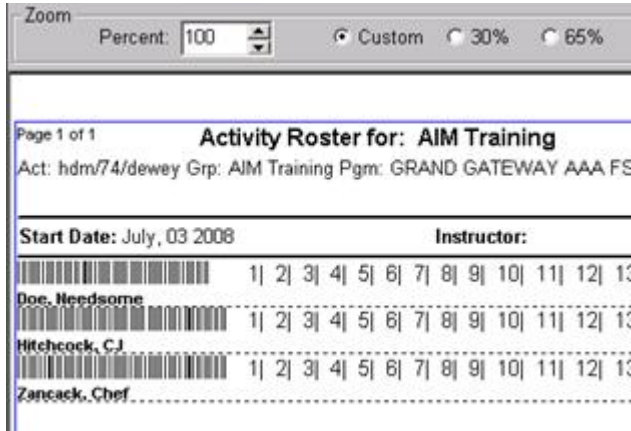 Zoom
Percent: 100 Custom 30% 65%
Page 1 of 1 Activity Roster for: AIM Training
Act: hdm/74/dewey Grp: AIM Training Pgm: GRAND GATEWAY AAA FS
Start Date: July, 03 2008 Instructor:
1| 2| 3| 4| 5| 6| 7| 8| 9| 10| 11| 12| 13
Doe, Needsome
1| 2| 3| 4| 5| 6| 7| 8| 9| 10| 11| 12| 13
Hitchcock, CJ
1| 2| 3| 4| 5| 6| 7| 8| 9| 10| 11| 12| 13
Zancack, Chef